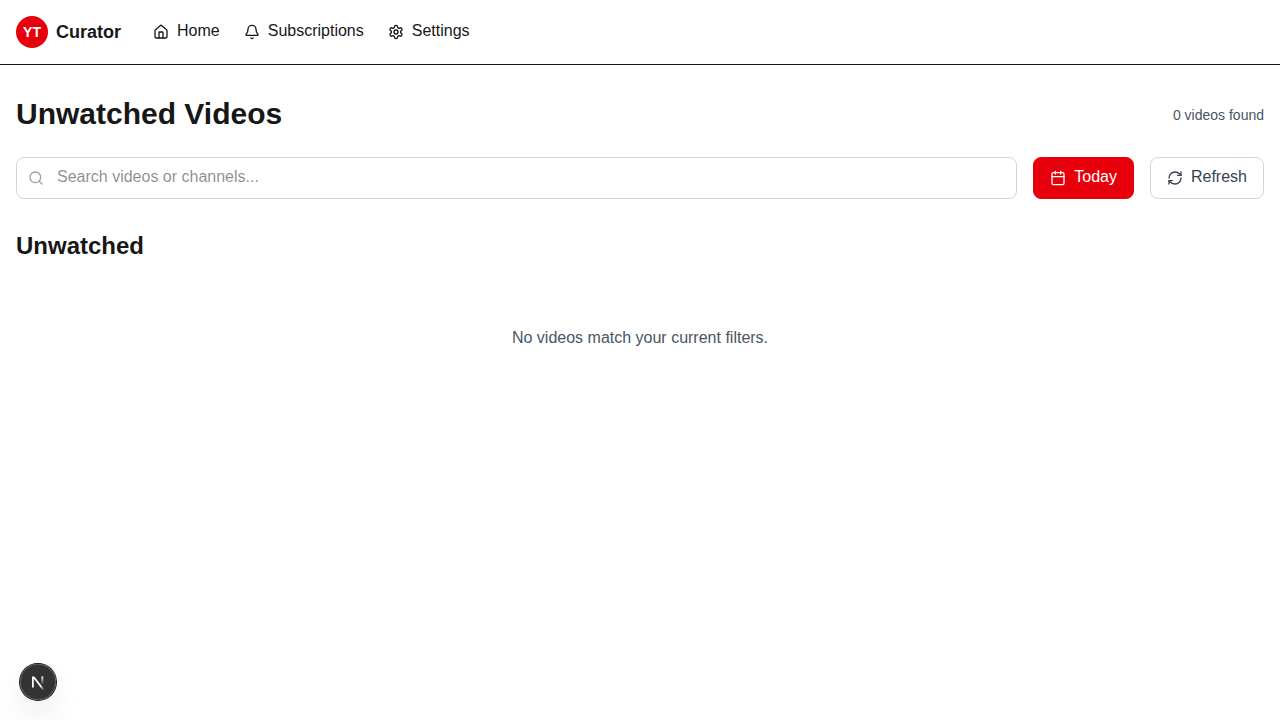 YT Curator Home Subscriptions Settings
Unwatched Videos
0 videos found
Search videos or channels...
Today
Refresh
Unwatched
No videos match your current filters.
N